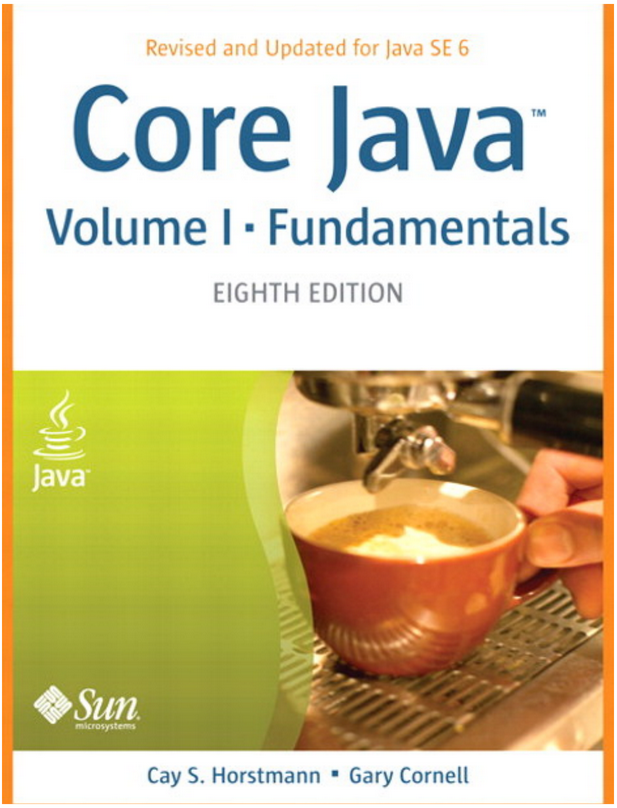 Revised and Updated for Java SE 6
Core Java™
Volume I ▪ Fundamentals
EIGHTH EDITION
Java™
Sun
microsystems
Cay S. Horstmann ▪ Gary Cornell